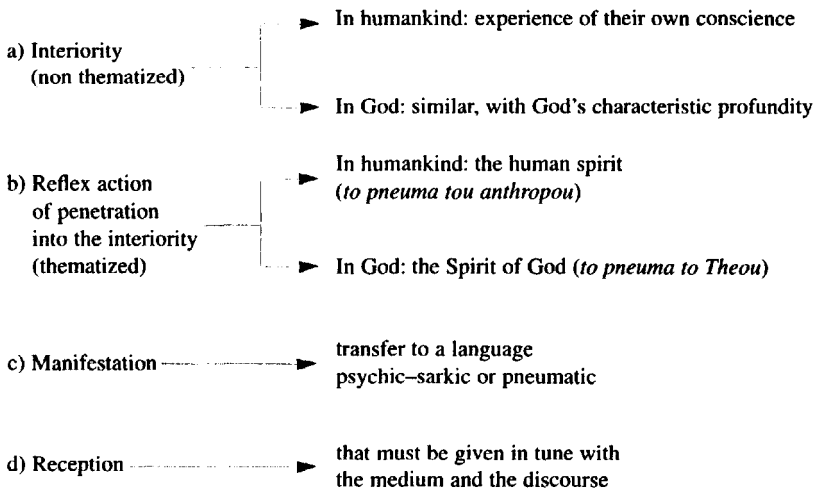 a) Interiority
(non thematized)
In humankind: experience of their own conscience
In God: similar, with God's characteristic profundity
b) Reflex action
of penetration
into the interiority
(thematized)
In humankind: the human spirit
(to pneuma tou anthropou)
In God: the Spirit of God (to pneuma to Theou)
c) Manifestation
transfer to a language
psychic–sarkic or pneumatic
d) Reception
that must be given in tune with
the medium and the discourse